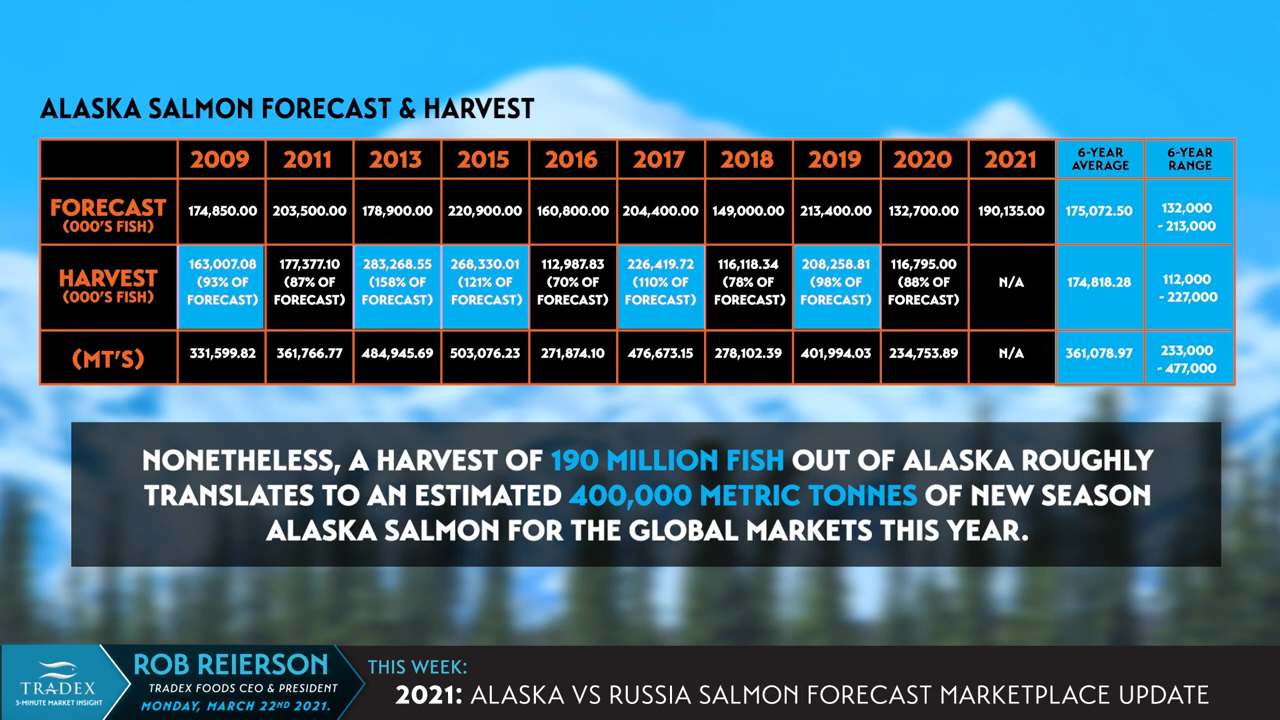 ALASKA SALMON FORECAST & HARVEST
2009 2011 2013 2015 2016 2017 2018 2019 2020 2021 6-YEAR AVERAGE 6-YEAR RANGE
FORECAST (000'S FISH) 174,850.00 203,500.00 178,900.00 220,900.00 160,800.00 204,400.00 149,000.00 213,400.00 132,700.00 190,135.00 175,072.50 132,000 - 213,000
HARVEST (000'S FISH) 163,007.08 (93% OF FORECAST) 177,377.10 (87% OF FORECAST) 283,268.55 (158% OF FORECAST) 268,330.01 (121% OF FORECAST) 112,987.83 (70% OF FORECAST) 226,419.72 (110% OF FORECAST) 116,118.34 (78% OF FORECAST) 208,258.81 (98% OF FORECAST) 116,795.00 (88% OF FORECAST) N/A 174,818.28 112,000 - 227,000
(MT'S) 331,599.82 361,766.77 484,945.69 503,076.23 271,874.10 476,673.15 278,102.39 401,994.03 234,753.89 N/A 361,078.97 233,000 - 477,000
NONETHELESS, A HARVEST OF 190 MILLION FISH OUT OF ALASKA ROUGHLY
TRANSLATES TO AN ESTIMATED 400,000 METRIC TONNES OF NEW SEASON
ALASKA SALMON FOR THE GLOBAL MARKETS THIS YEAR.
TRADEX
3-MINUTE MARKET INSIGHT
ROB REIERSON
TRADEX FOODS CEO & PRESIDENT
MONDAY, MARCH 22ND 2021.
THIS WEEK:
2021: ALASKA VS RUSSIA SALMON FORECAST MARKETPLACE UPDATE